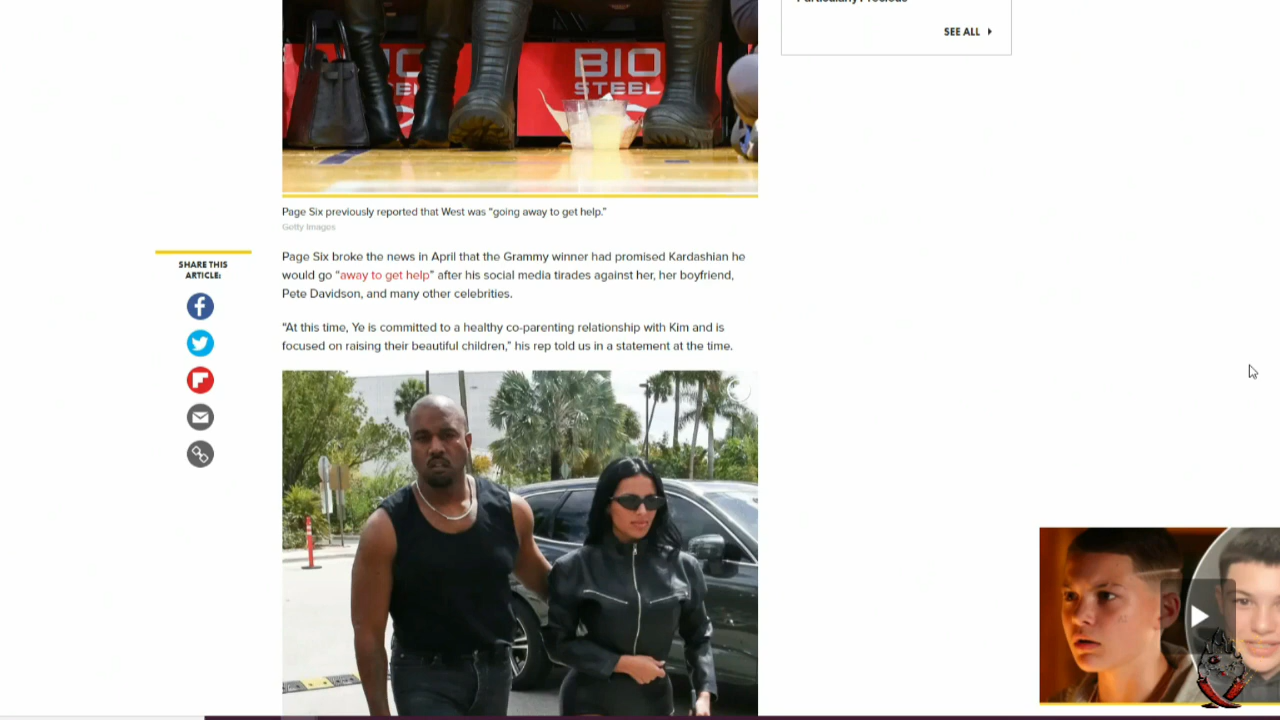 SEE ALL
BIO
STEEL
Page Six previously reported that West was “going away to get help.”
Getty Images
SHARE THIS
ARTICLE:
Page Six broke the news in April that the Grammy winner had promised Kardashian he
would go “away to get help” after his social media tirades against her, her boyfriend,
Pete Davidson, and many other celebrities.
“At this time, Ye is committed to a healthy co-parenting relationship with Kim and is
focused on raising their beautiful children,” his rep told us in a statement at the time.